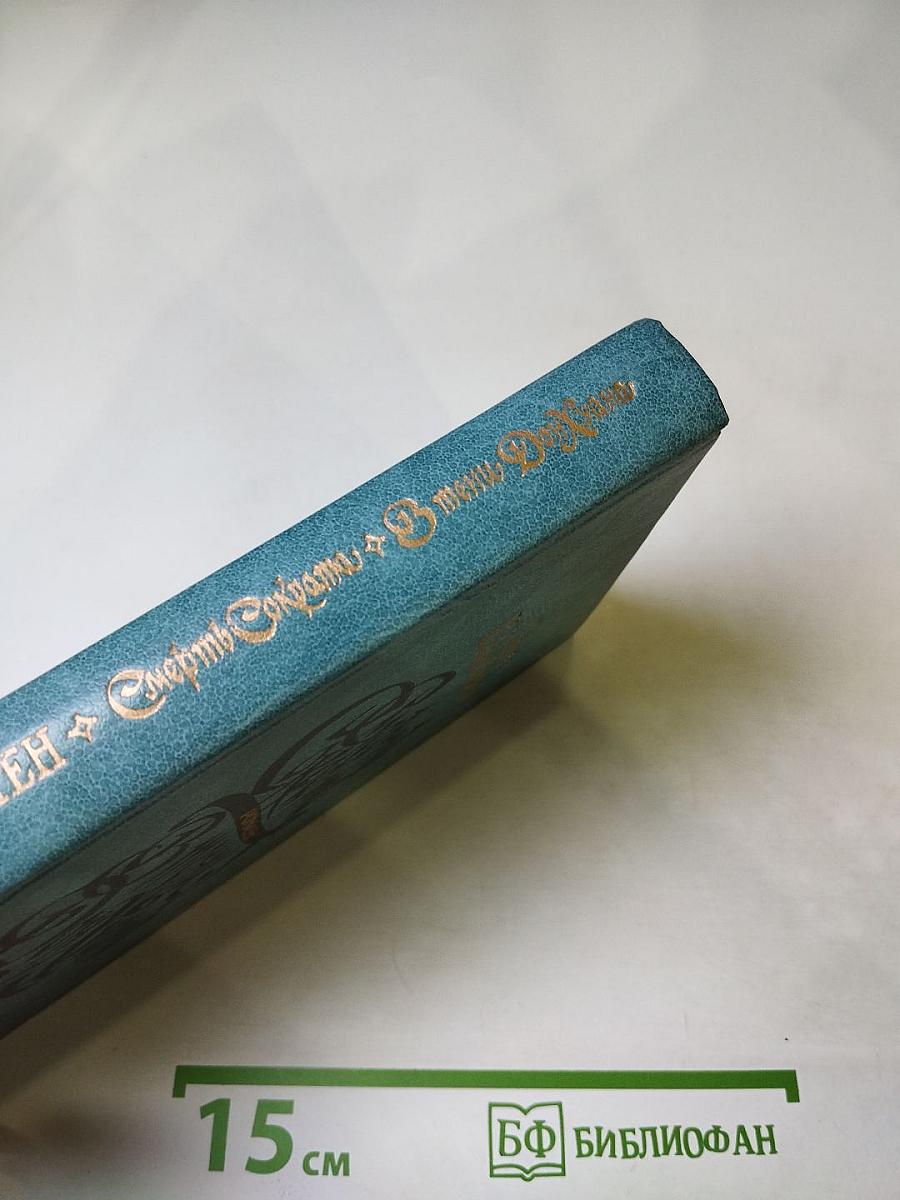 ЕН ✧ Смерть Сократа ✧ В тени Дон Жуана
15 см
БФ БИБЛИОФАН